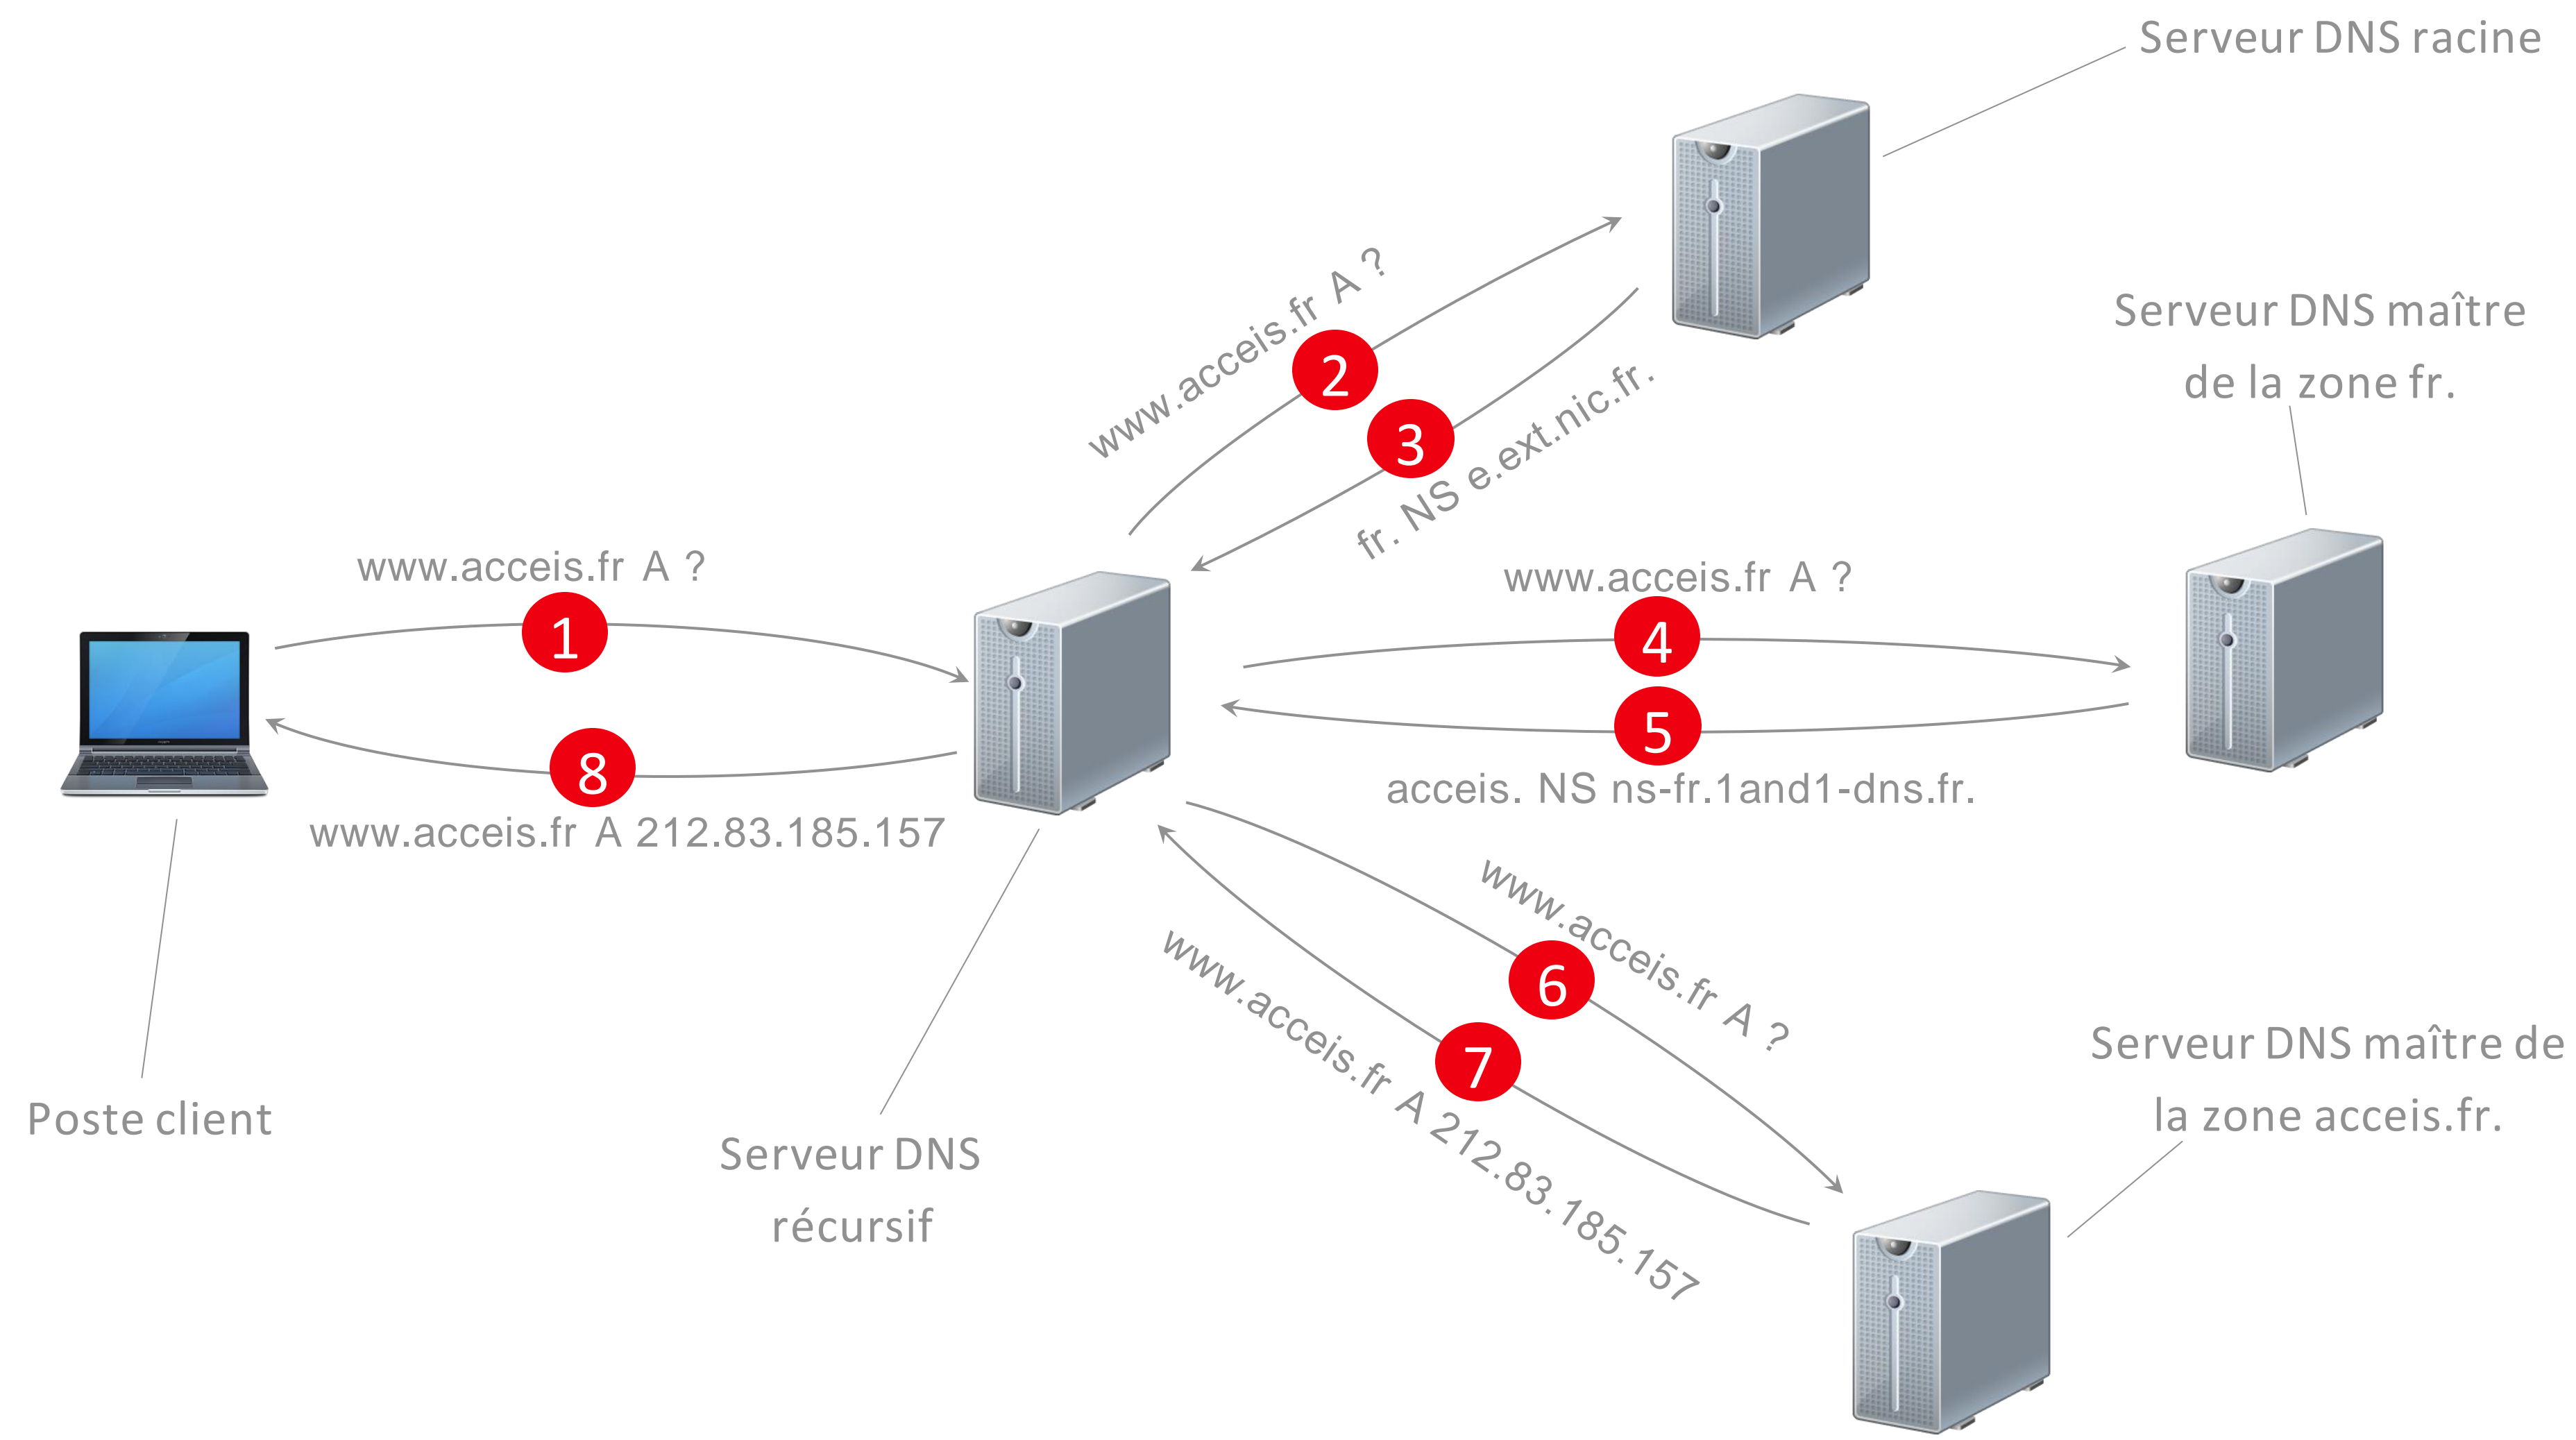 Serveur DNS racine
www.acceis.fr A ?
2
3
fr. NS e.ext.nic.fr.
Serveur DNS maître
de la zone fr.
www.acceis.fr A ?
1
8
www.acceis.fr A 212.83.185.157
www.acceis.fr A ?
4
5
acceis. NS ns-fr.1and1-dns.fr.
www.acceis.fr A ?
6
7
www.acceis.fr A 212.83.185.157
Poste client
Serveur DNS
récursif
Serveur DNS maître de
la zone acceis.fr.